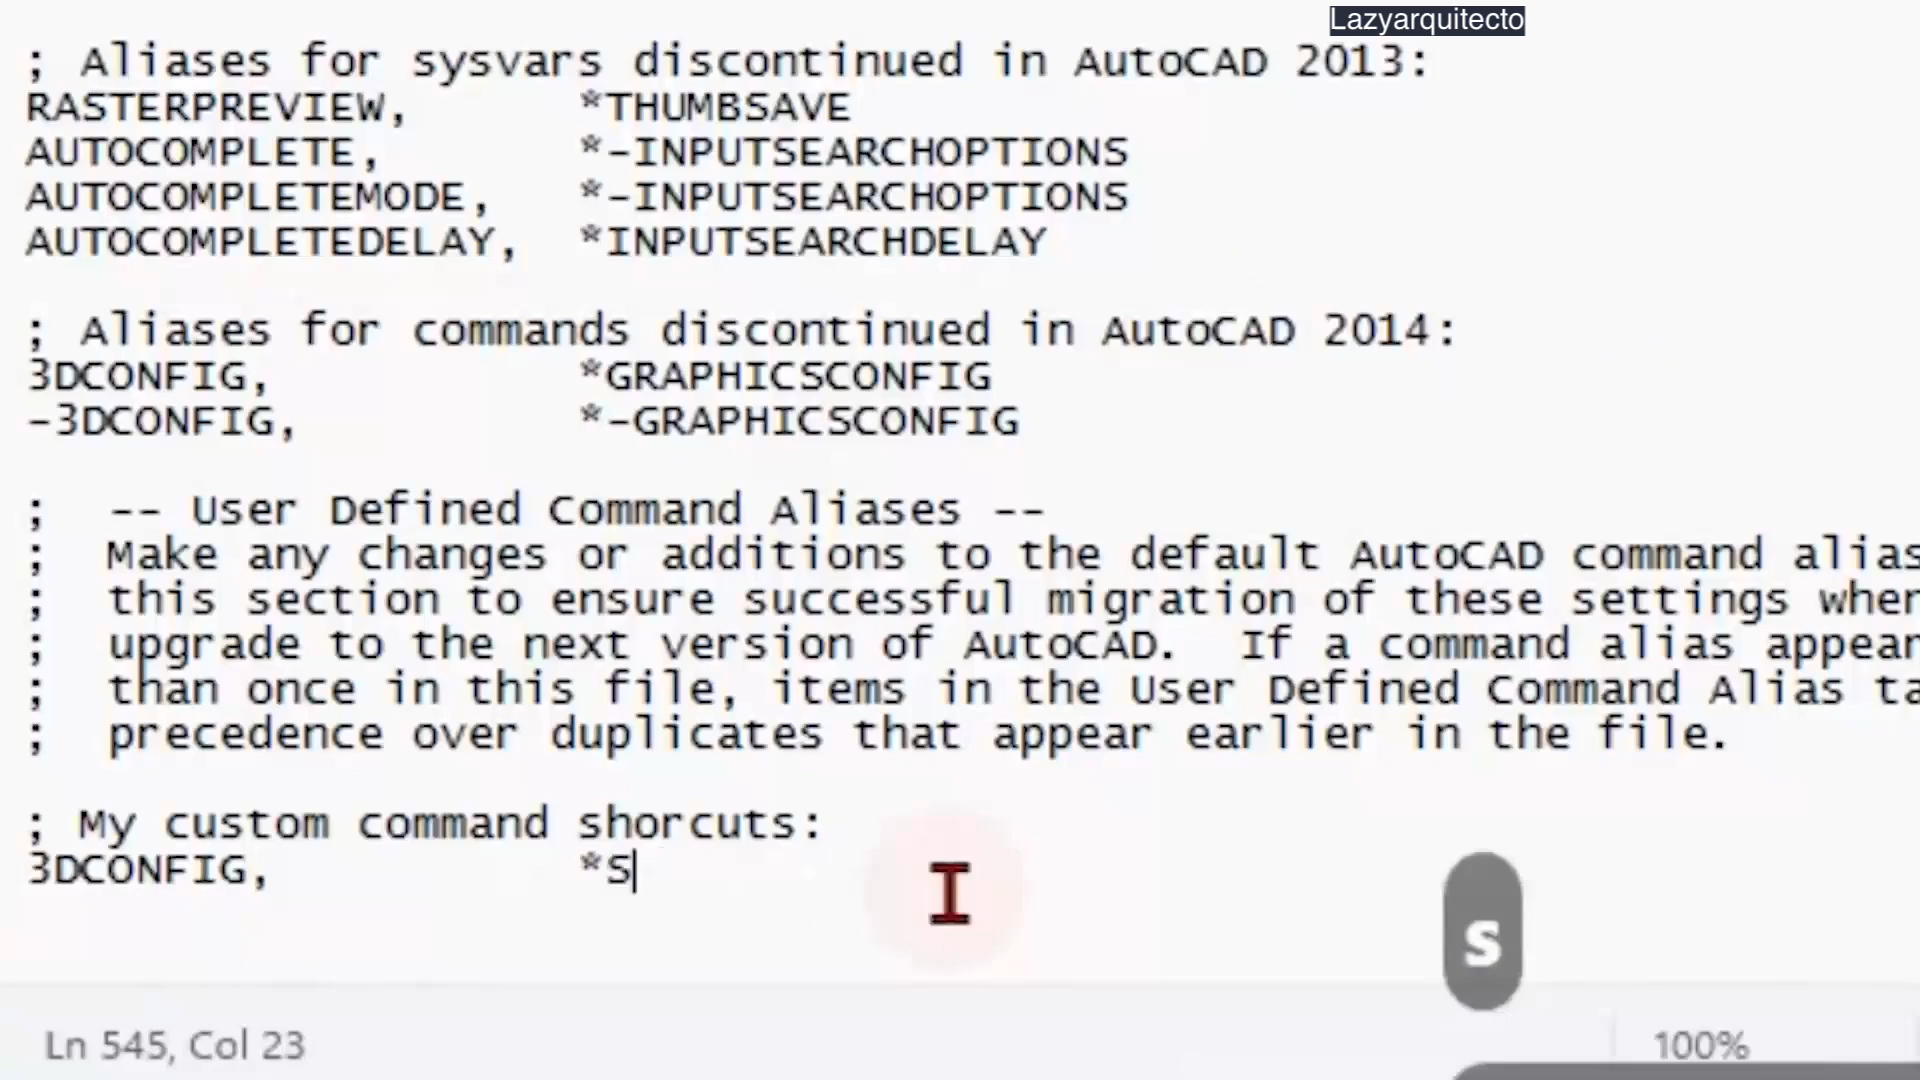 Lazyarquitecto
; Aliases for sysvars discontinued in AutoCAD 2013:
RASTERPREVIEW, *THUMBSAVE
AUTOCOMPLETE, *-INPUTSEARCHOPTIONS
AUTOCOMPLETEMODE, *-INPUTSEARCHOPTIONS
AUTOCOMPLETEDELAY, *INPUTSEARCHDELAY
; Aliases for commands discontinued in AutoCAD 2014:
3DCONFIG, *GRAPHICSCONFIG
-3DCONFIG, *-GRAPHICSCONFIG
; -- User Defined Command Aliases --
; Make any changes or additions to the default AutoCAD command alias
; this section to ensure successful migration of these settings when
; upgrade to the next version of AutoCAD. If a command alias appear
; than once in this file, items in the User Defined Command Alias ta
; precedence over duplicates that appear earlier in the file.
; My custom command shorcuts:
3DCONFIG, *S
s
Ln 545, Col 23 100%